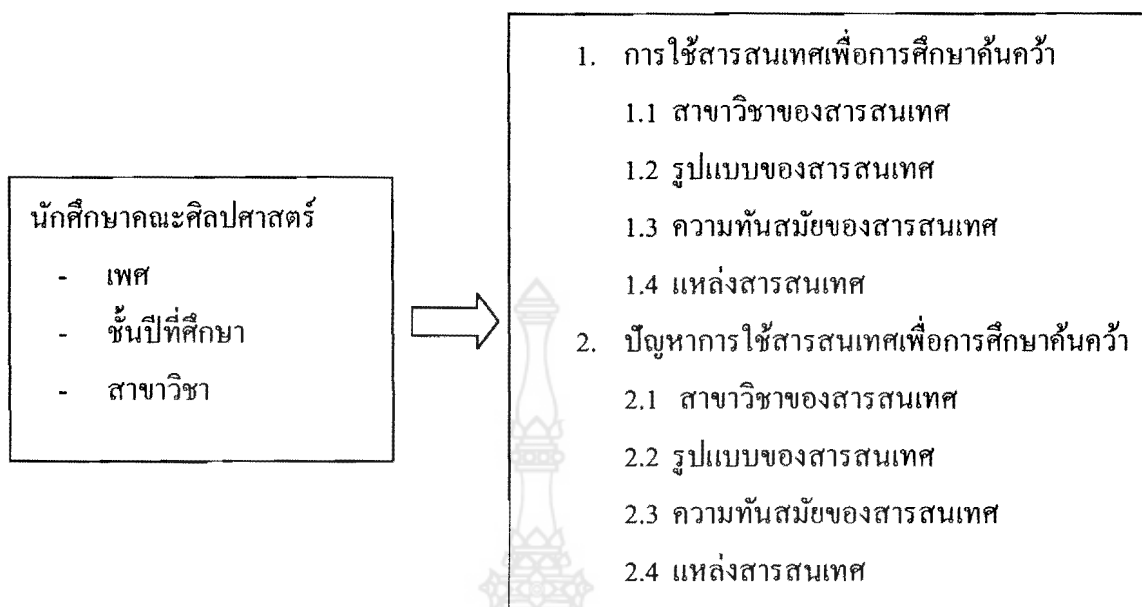 นักศึกษาคณะศิลปศาสตร์
- เพศ
- ชั้นปีที่ศึกษา
- สาขาวิชา
1. การใช้สารสนเทศเพื่อการศึกษาค้นคว้า
1.1 สาขาวิชาของสารสนเทศ
1.2 รูปแบบของสารสนเทศ
1.3 ความทันสมัยของสารสนเทศ
1.4 แหล่งสารสนเทศ
2. ปัญหาการใช้สารสนเทศเพื่อการศึกษาค้นคว้า
2.1 สาขาวิชาของสารสนเทศ
2.2 รูปแบบของสารสนเทศ
2.3 ความทันสมัยของสารสนเทศ
2.4 แหล่งสารสนเทศ